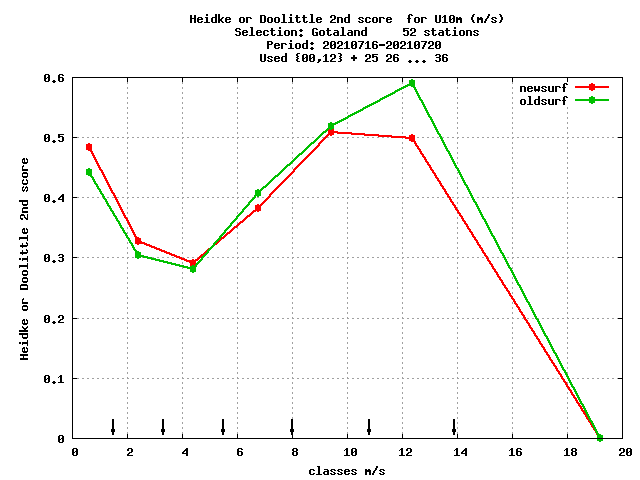 Heidke or Doolittle 2nd score  for U10m (m/s)
Selection: Gotaland     52 stations
Period: 20210716-20210720
Used {00,12} + 25 26 ... 36
newsurf
oldsurf
Heidke or Doolittle 2nd score
0.6
0.5
0.4
0.3
0.2
0.1
0
0 2 4 6 8 10 12 14 16 18 20
classes m/s